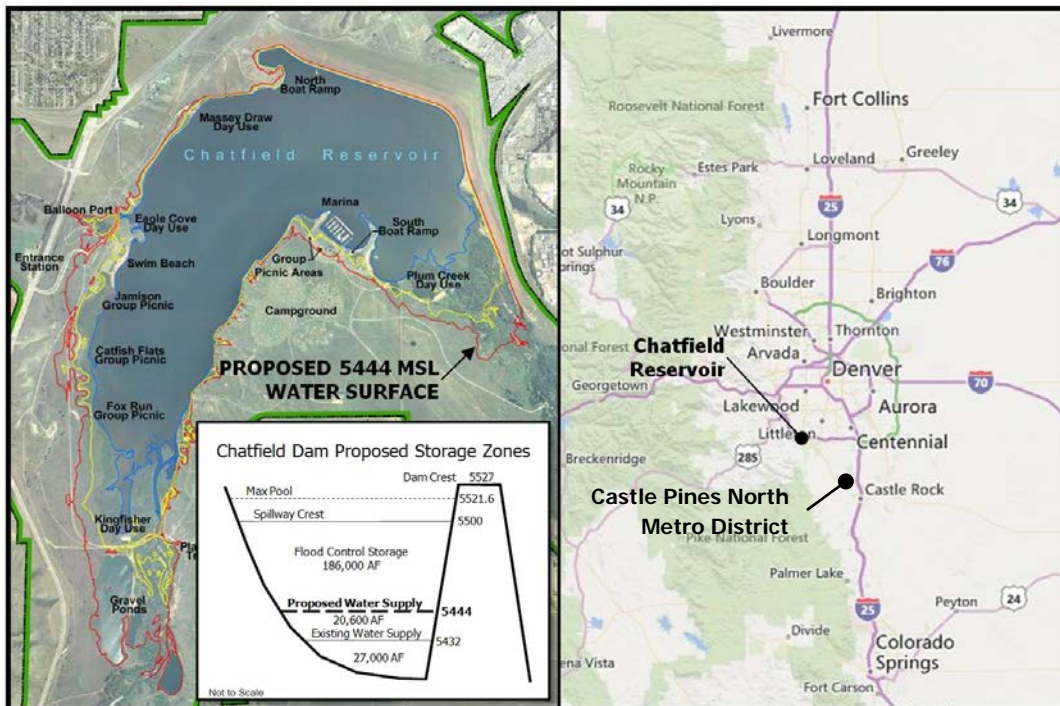 North
Boat Ramp
Massey Draw
Day Use
Chatfield Reservoir
Balloon Port
Eagle Cove
Day Use
Marina
South
Boat Ramp
Entrance
Station
Swim Beach
Group
Picnic Areas
Plum Creek
Day Use
Jamison
Group Picnic
Campground
Catfish Flats
Group Picnic
PROPOSED 5444 MSL
WATER SURFACE
Fox Run
Group Picnic
Kingfisher
Day Use
Gravel
Ponds
Chatfield Dam Proposed Storage Zones
Dam Crest 5527
Max Pool
5521.6
Spillway Crest
5500
Flood Control Storage
186,000 AF
Proposed Water Supply
5444
20,600 AF
Existing Water Supply
5432
27,000 AF
Not to Scale
Livermore
Fort Collins
Roosevelt National Forest
Estes Park
Loveland
Greeley
Rocky
Mountain
N.P.
34
34
25
Lyons
Longmont
Sulphur
76
Boulder
Brighton
Westminster
Thornton
Chatfield
Reservoir
Arvada
Denver
Georgetown
70
Lakewood
Aurora
Centennial
285
Breckenridge
Castle Pines North
Metro District
Castle Rock
Pike National Forest
Palmer Lake
25
Peyton
24
Divide
Colorado
Springs
Fort Carson